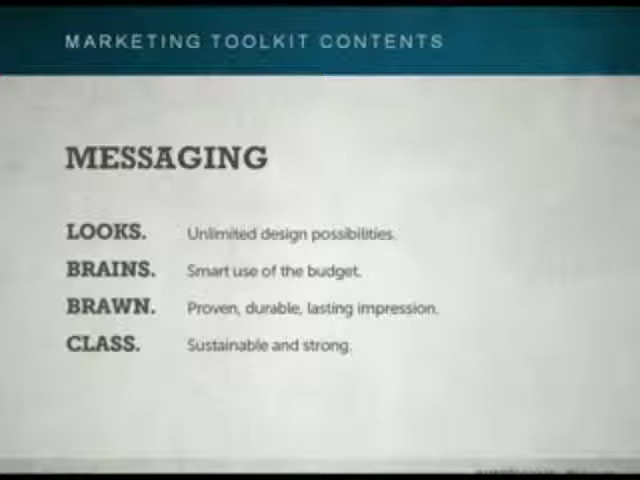 MARKETING TOOLKIT CONTENTS
MESSAGING
LOOKS. Unlimited design possibilities.
BRAINS. Smart use of the budget.
BRAWN. Proven, durable, lasting impression.
CLASS. Sustainable and strong.